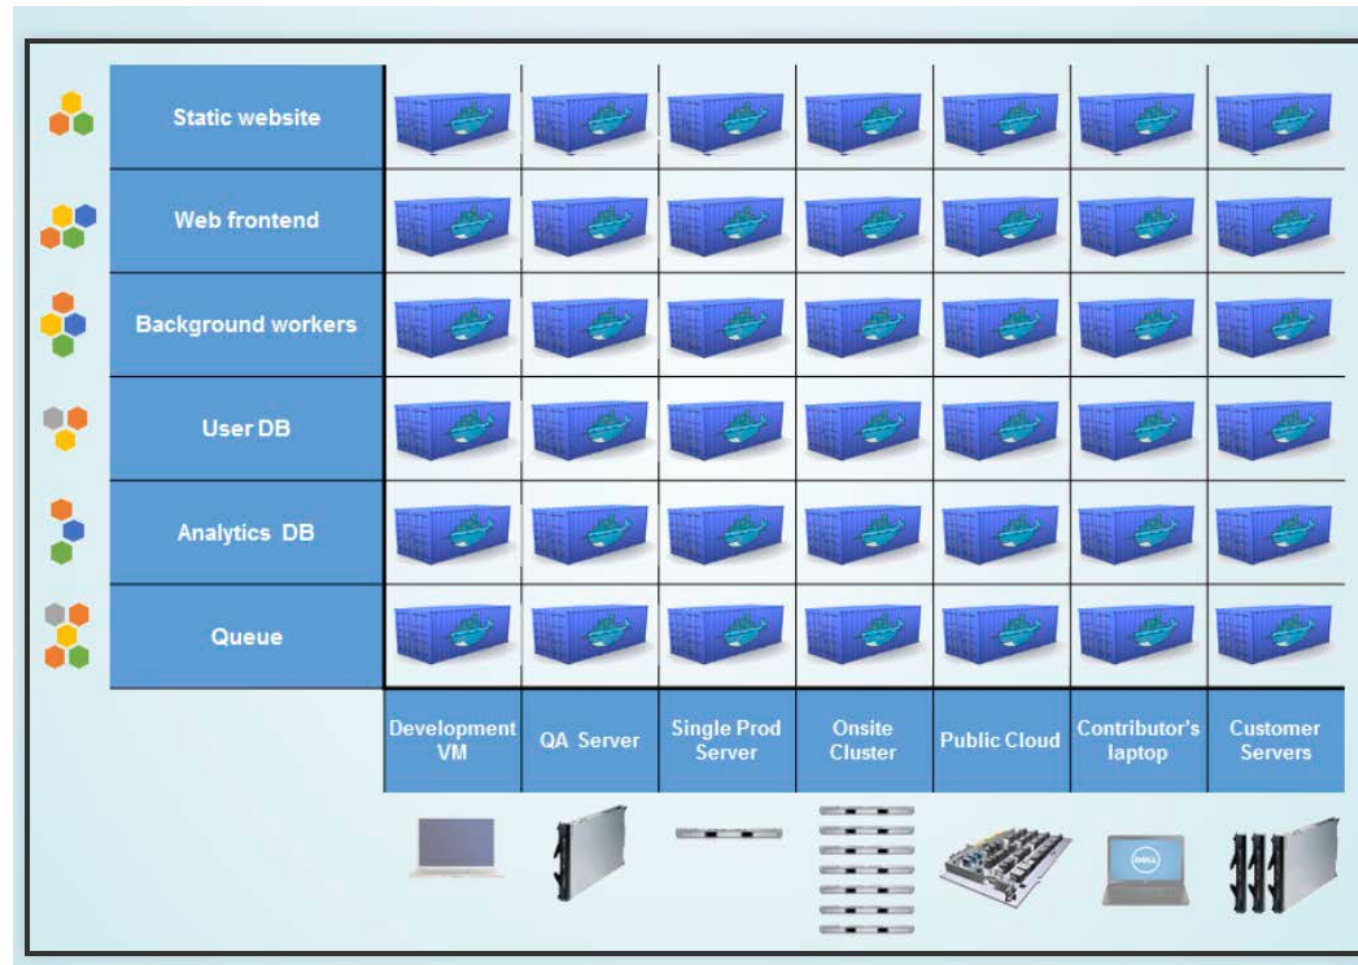 Static website
Web frontend
Background workers
User DB
Analytics DB
Queue
Development
VM
QA Server
Single Prod
Server
Onsite
Cluster
Public Cloud
Contributor's
laptop
Customer
Servers
DELL